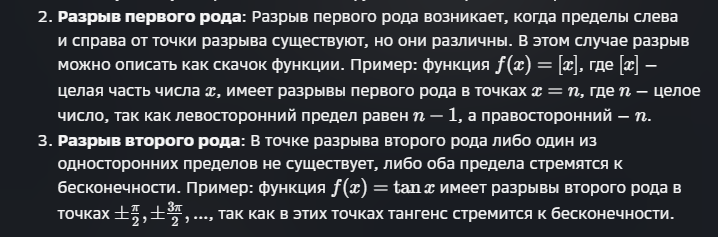 2. Разрыв первого рода: Разрыв первого рода возникает, когда пределы слева
и справа от точки разрыва существуют, но они различны. В этом случае разрыв
можно описать как скачок функции. Пример: функция f(x) = [x], где [x] —
целая часть числа x, имеет разрывы первого рода в точках x = n, где n — целое
число, так как левосторонний предел равен n − 1, а правосторонний — n.
3. Разрыв второго рода: В точке разрыва второго рода либо один из
односторонних пределов не существует, либо оба предела стремятся к
бесконечности. Пример: функция f(x) = tan x имеет разрывы второго рода в
точках ±π/2, ±3π/2, ..., так как в этих точках тангенс стремится к бесконечности.